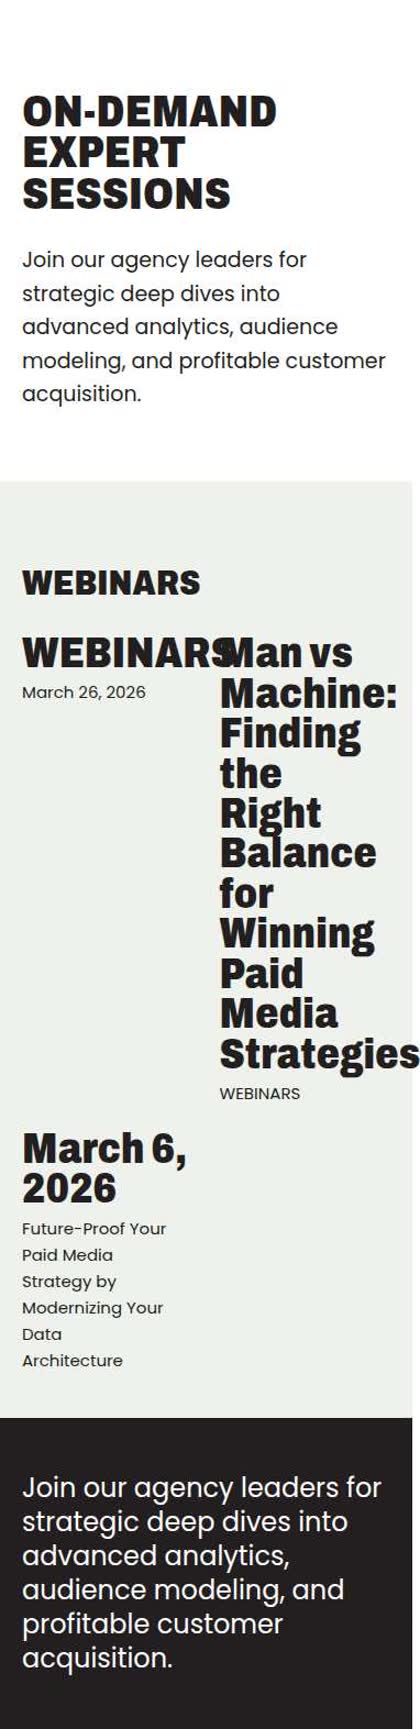 ON-DEMAND
EXPERT
SESSIONS
Join our agency leaders for
strategic deep dives into
advanced analytics, audience
modeling, and profitable customer
acquisition.
WEBINARS
WEBINARS
March 26, 2026
Man vs
Machine:
Finding
the
Right
Balance
for
Winning
Paid
Media
Strategies
WEBINARS
March 6,
2026
Future-Proof Your
Paid Media
Strategy by
Modernizing Your
Data
Architecture
Join our agency leaders for
strategic deep dives into
advanced analytics,
audience modeling, and
profitable customer
acquisition.